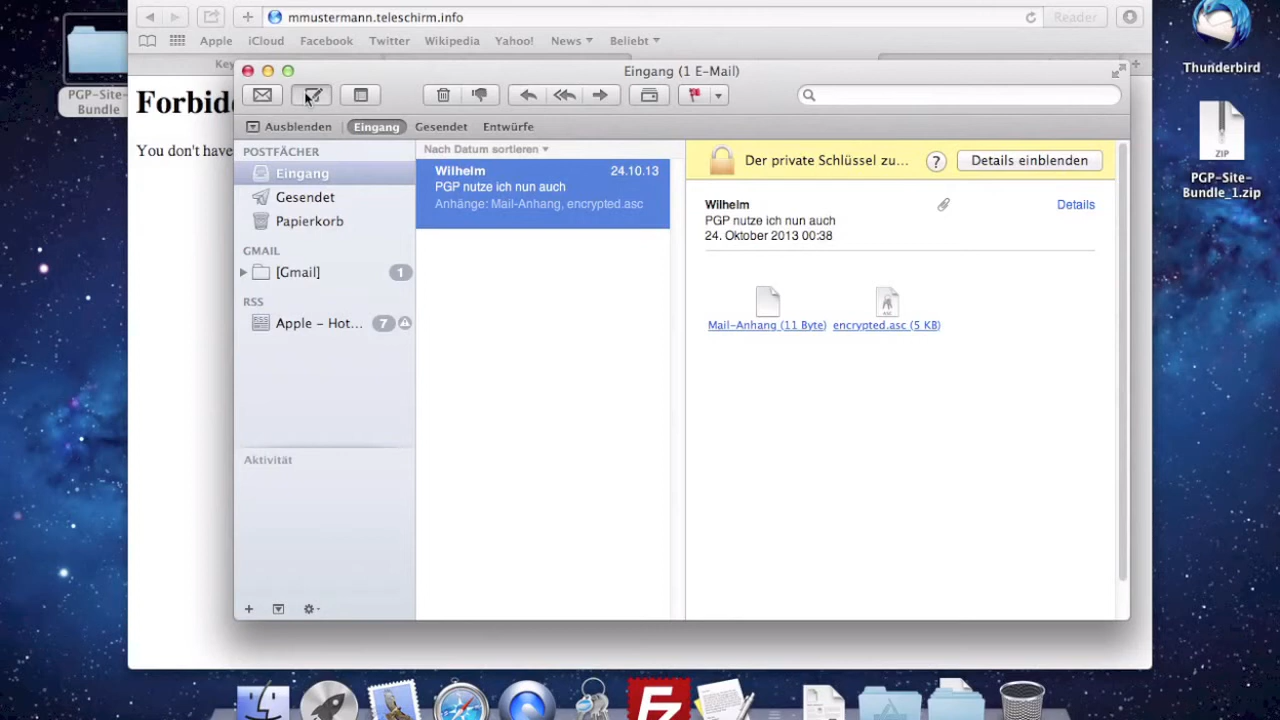 mmustermann.teleschirm.info
Reader
Apple iCloud Facebook Twitter Wikipedia Yahoo! News Beliebt
Thunderbird
PGP-Site-
Bundle
PGP-Site-
Bundle_1.zip
ZIP
You don't have
Eingang (1 E-Mail)
Ausblenden Eingang Gesendet Entwürfe
POSTFÄCHER
Eingang
Gesendet
Papierkorb
GMAIL
[Gmail] 1
RSS
Apple – Hot... 7
Aktivität
Nach Datum sortieren
Wilhelm 24.10.13
PGP nutze ich nun auch
Anhänge: Mail-Anhang, encrypted.asc
Der private Schlüssel zu... ? Details einblenden
Wilhelm Details
PGP nutze ich nun auch
24. Oktober 2013 00:38
Mail-Anhang (11 Byte) encrypted.asc (5 KB)